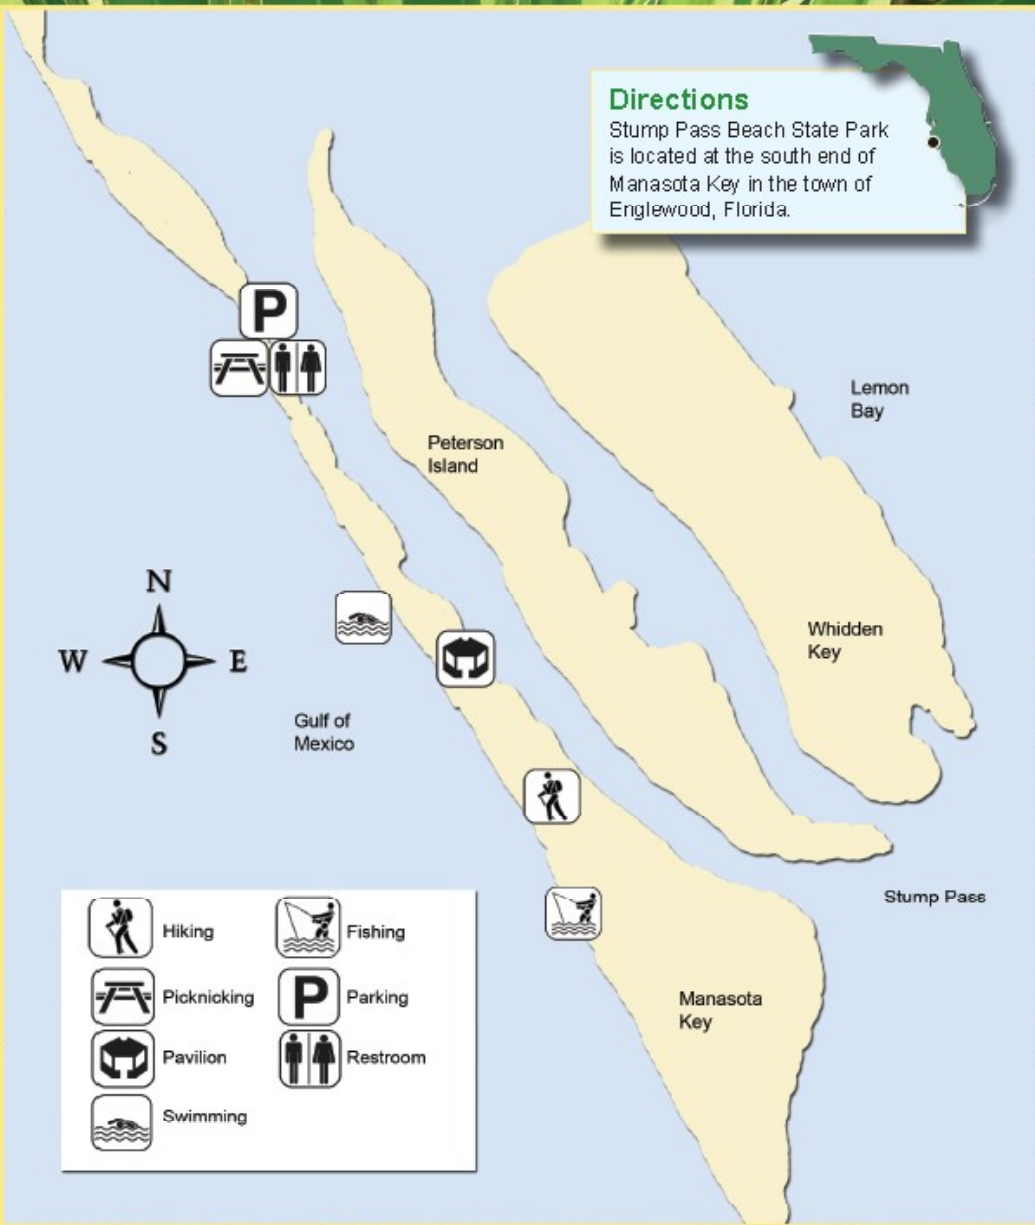 Directions
Stump Pass Beach State Park
is located at the south end of
Manasota Key in the town of
Englewood, Florida.
P
Lemon
Bay
Peterson
Island
N
W
E
S
Whidden
Key
Gulf of
Mexico
Stump Pass
Hiking
Fishing
Picknicking
P
Parking
Pavilion
Restroom
Swimming
Manasota
Key